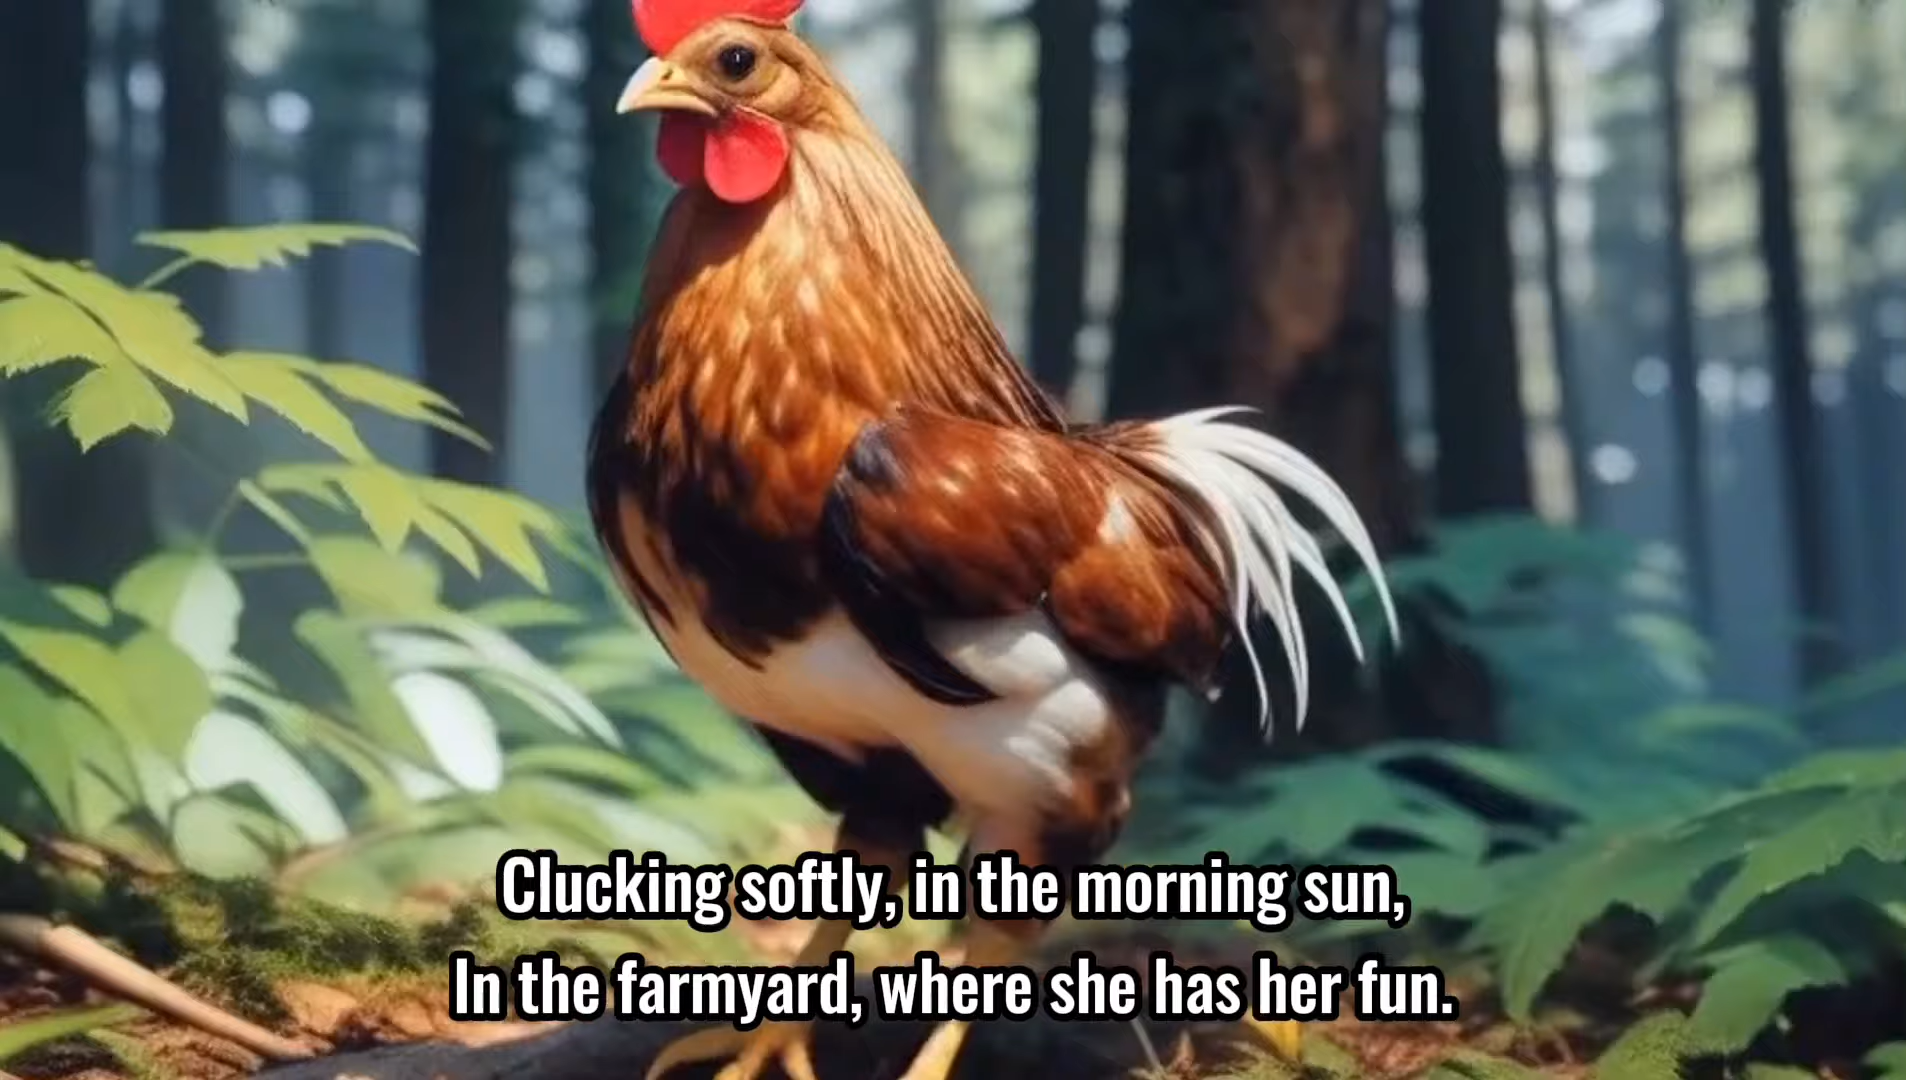 Clucking softly, in the morning sun,
In the farmyard, where she has her fun.